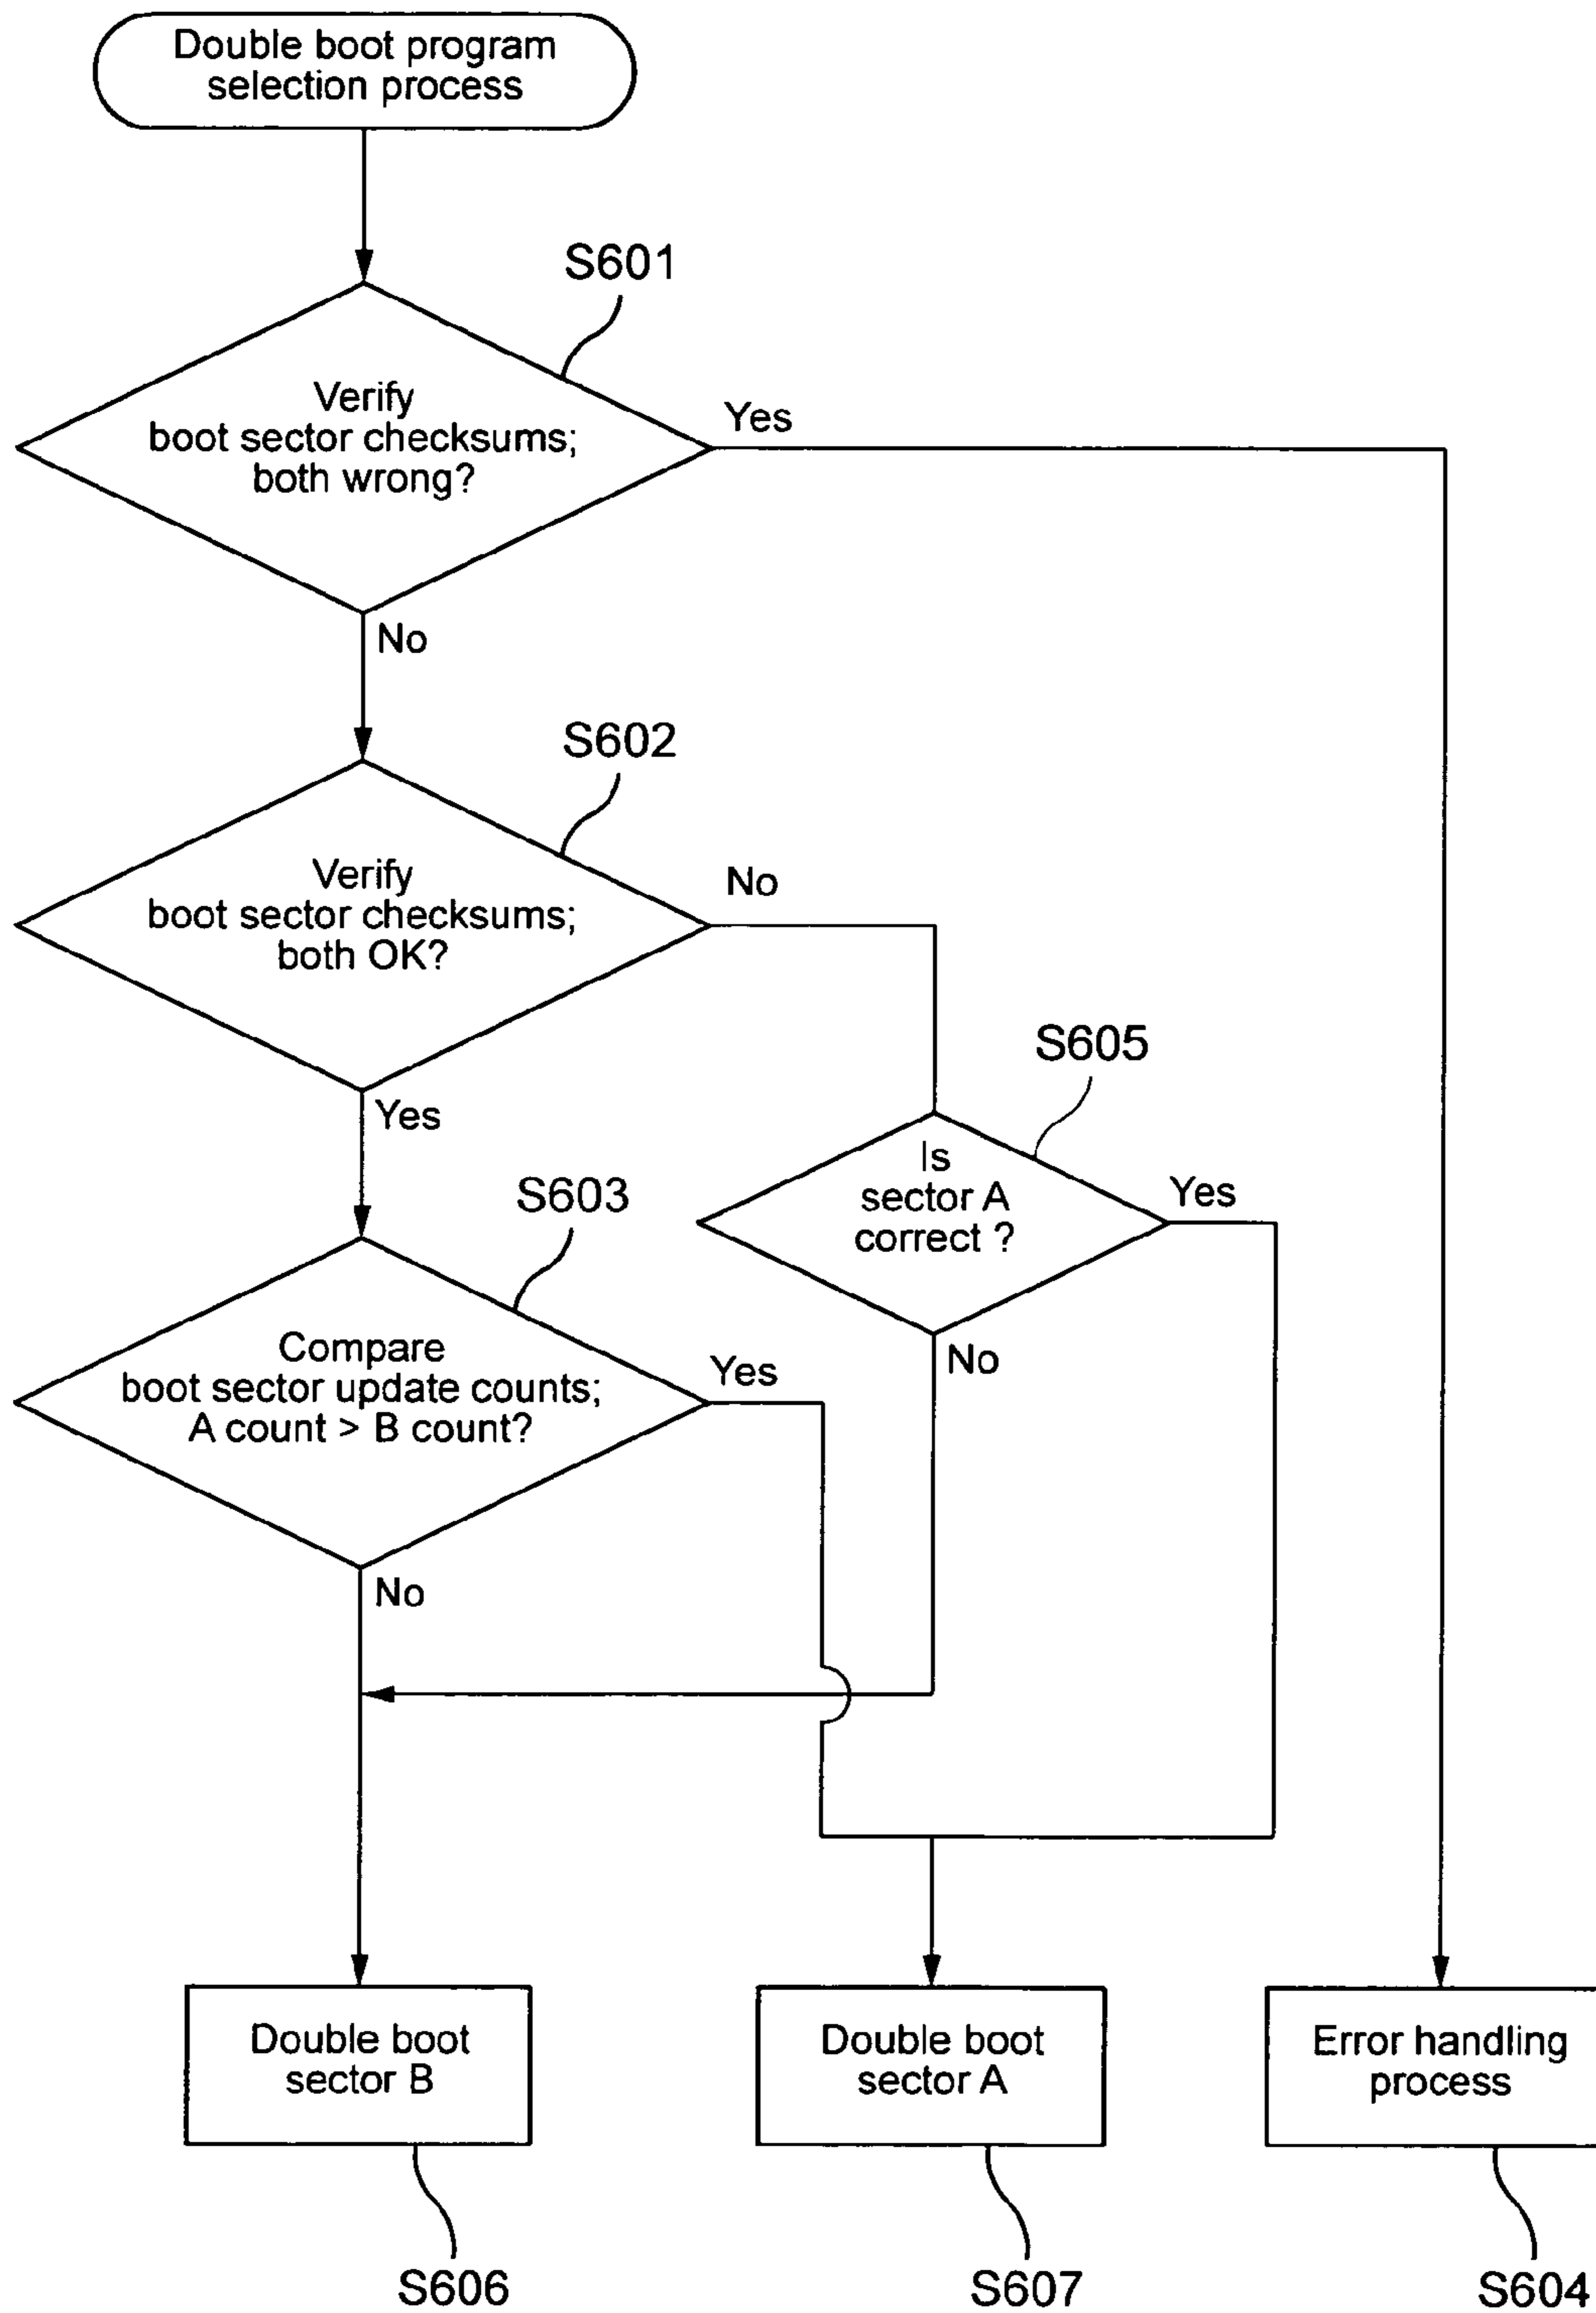 Double boot program
selection process
S601
Verify
boot sector checksums;
both wrong?
Yes
No
S602
Verify
boot sector checksums;
both OK?
No
Yes
S605
Is
sector A
correct ?
Yes
No
S603
Compare
boot sector update counts;
A count > B count?
Yes
No
Double boot
sector B
Double boot
sector A
Error handling
process
S606
S607
S604